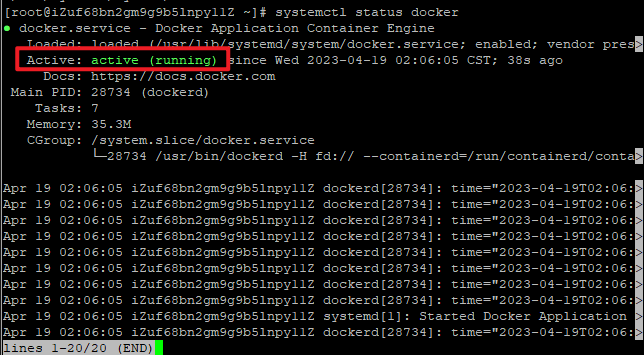 [root@iZuf68bn2gm9g9b5lnpy11Z ~]# systemctl status docker
● docker.service - Docker Application Container Engine
Loaded: loaded (/usr/lib/systemd/system/docker.service; enabled; vendor pres>
Active: active (running) since Wed 2023-04-19 02:06:05 CST; 38s ago
Docs: https://docs.docker.com
Main PID: 28734 (dockerd)
Tasks: 7
Memory: 35.3M
CGroup: /system.slice/docker.service
└─28734 /usr/bin/dockerd -H fd:// --containerd=/run/containerd/conta>
Apr 19 02:06:05 iZuf68bn2gm9g9b5lnpy11Z dockerd[28734]: time="2023-04-19T02:06:>
Apr 19 02:06:05 iZuf68bn2gm9g9b5lnpy11Z dockerd[28734]: time="2023-04-19T02:06:>
Apr 19 02:06:05 iZuf68bn2gm9g9b5lnpy11Z dockerd[28734]: time="2023-04-19T02:06:>
Apr 19 02:06:05 iZuf68bn2gm9g9b5lnpy11Z dockerd[28734]: time="2023-04-19T02:06:>
Apr 19 02:06:05 iZuf68bn2gm9g9b5lnpy11Z dockerd[28734]: time="2023-04-19T02:06:>
Apr 19 02:06:05 iZuf68bn2gm9g9b5lnpy11Z dockerd[28734]: time="2023-04-19T02:06:>
Apr 19 02:06:05 iZuf68bn2gm9g9b5lnpy11Z dockerd[28734]: time="2023-04-19T02:06:>
Apr 19 02:06:05 iZuf68bn2gm9g9b5lnpy11Z dockerd[28734]: time="2023-04-19T02:06:>
Apr 19 02:06:05 iZuf68bn2gm9g9b5lnpy11Z systemd[1]: Started Docker Application >
Apr 19 02:06:05 iZuf68bn2gm9g9b5lnpy11Z dockerd[28734]: time="2023-04-19T02:06:>
lines 1-20/20 (END)